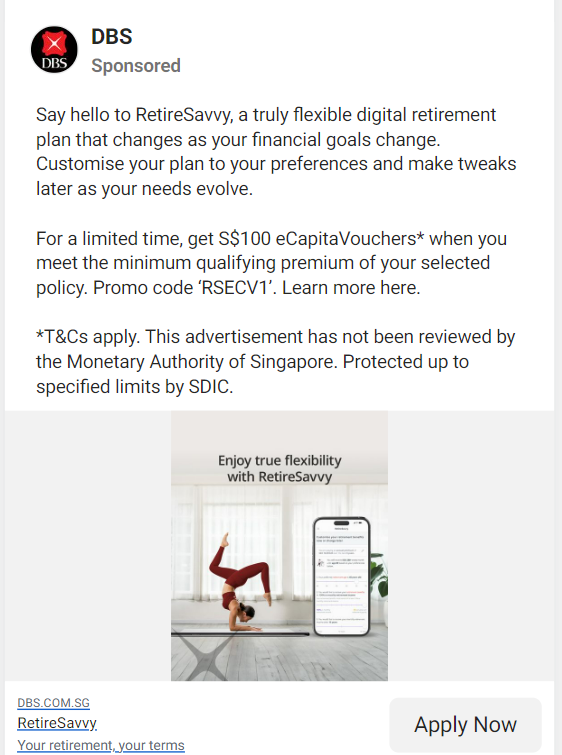 DBS
Sponsored
DBS
Say hello to RetireSavvy, a truly flexible digital retirement
plan that changes as your financial goals change.
Customise your plan to your preferences and make tweaks
later as your needs evolve.
For a limited time, get S$100 eCapitaVouchers* when you
meet the minimum qualifying premium of your selected
policy. Promo code ‘RSECV1’. Learn more here.
*T&Cs apply. This advertisement has not been reviewed by
the Monetary Authority of Singapore. Protected up to
specified limits by SDIC.
Enjoy true flexibility
with RetireSavvy
DBS.COM.SG
RetireSavvy
Your retirement, your terms
Apply Now